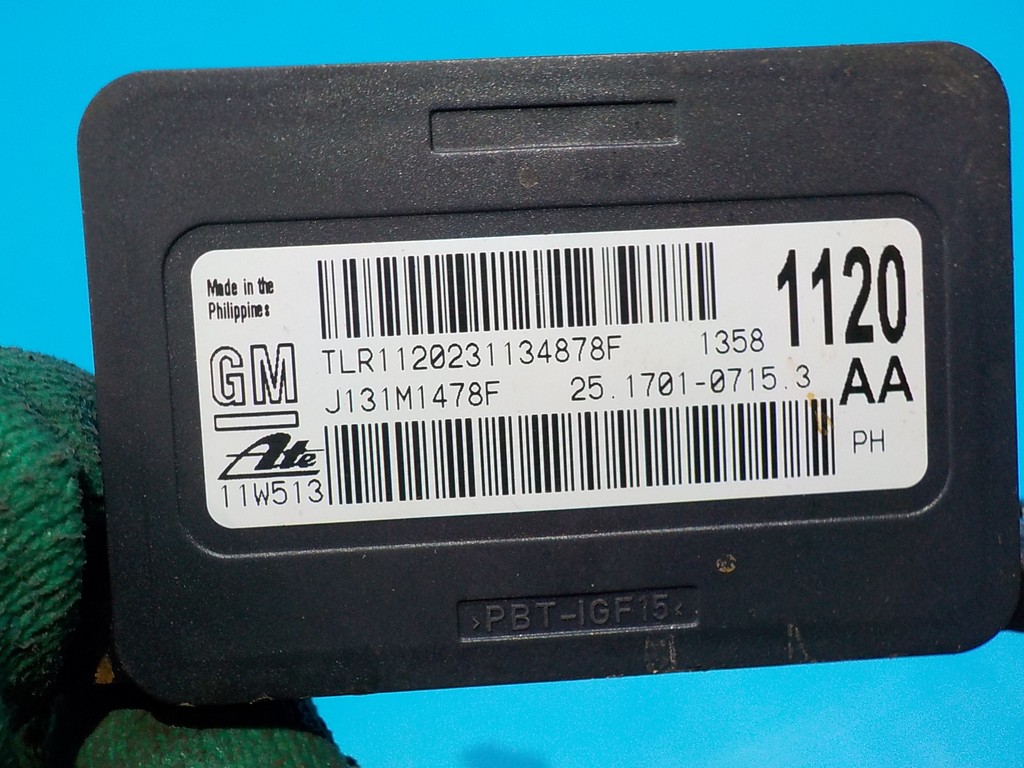 Made in the
Philippines
TLR1120231134878F 1358
1120
GM
J131M1478F 25.1701-0715.3
AA
Ate
11W513
PH
>PBT-IGF15<